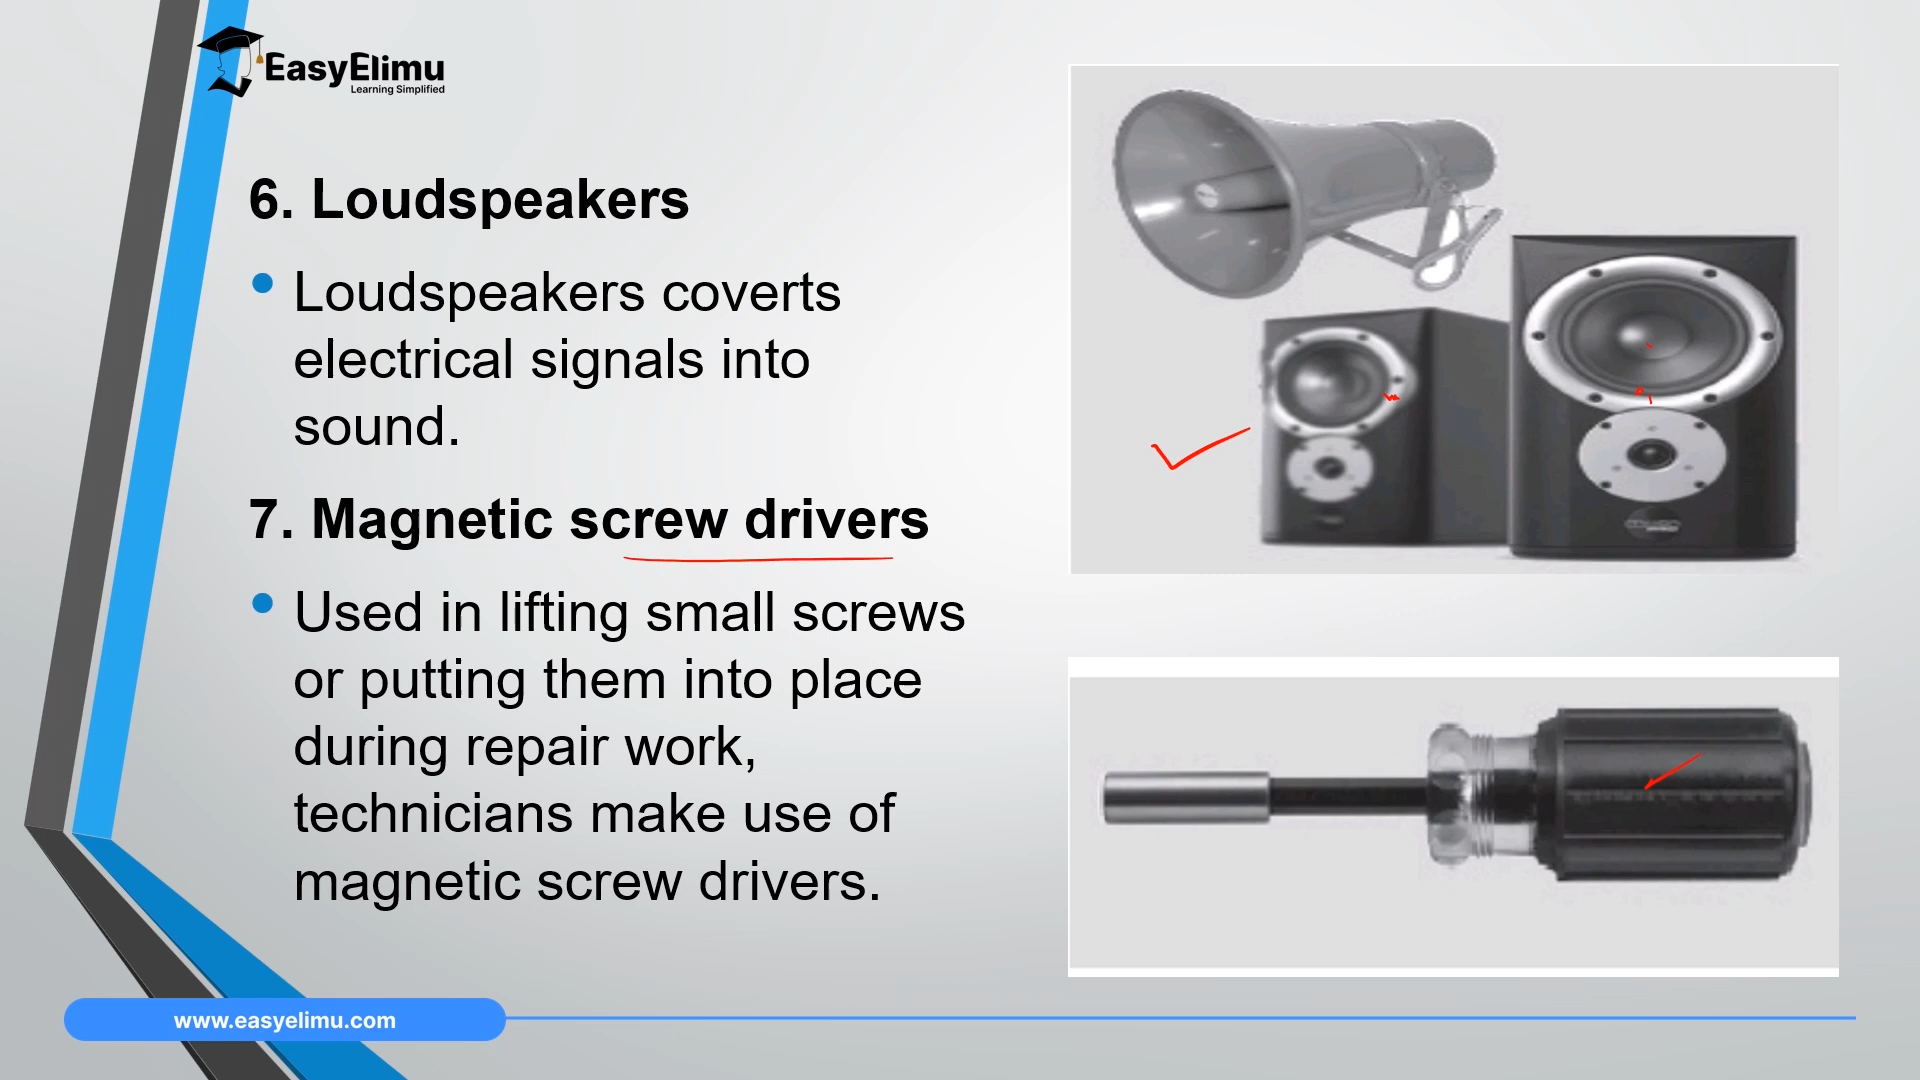 EasyElimu
Learning Simplified
6. Loudspeakers
Loudspeakers coverts
electrical signals into
sound.
7. Magnetic screw drivers
Used in lifting small screws
or putting them into place
during repair work,
technicians make use of
magnetic screw drivers.
www.easyelimu.com